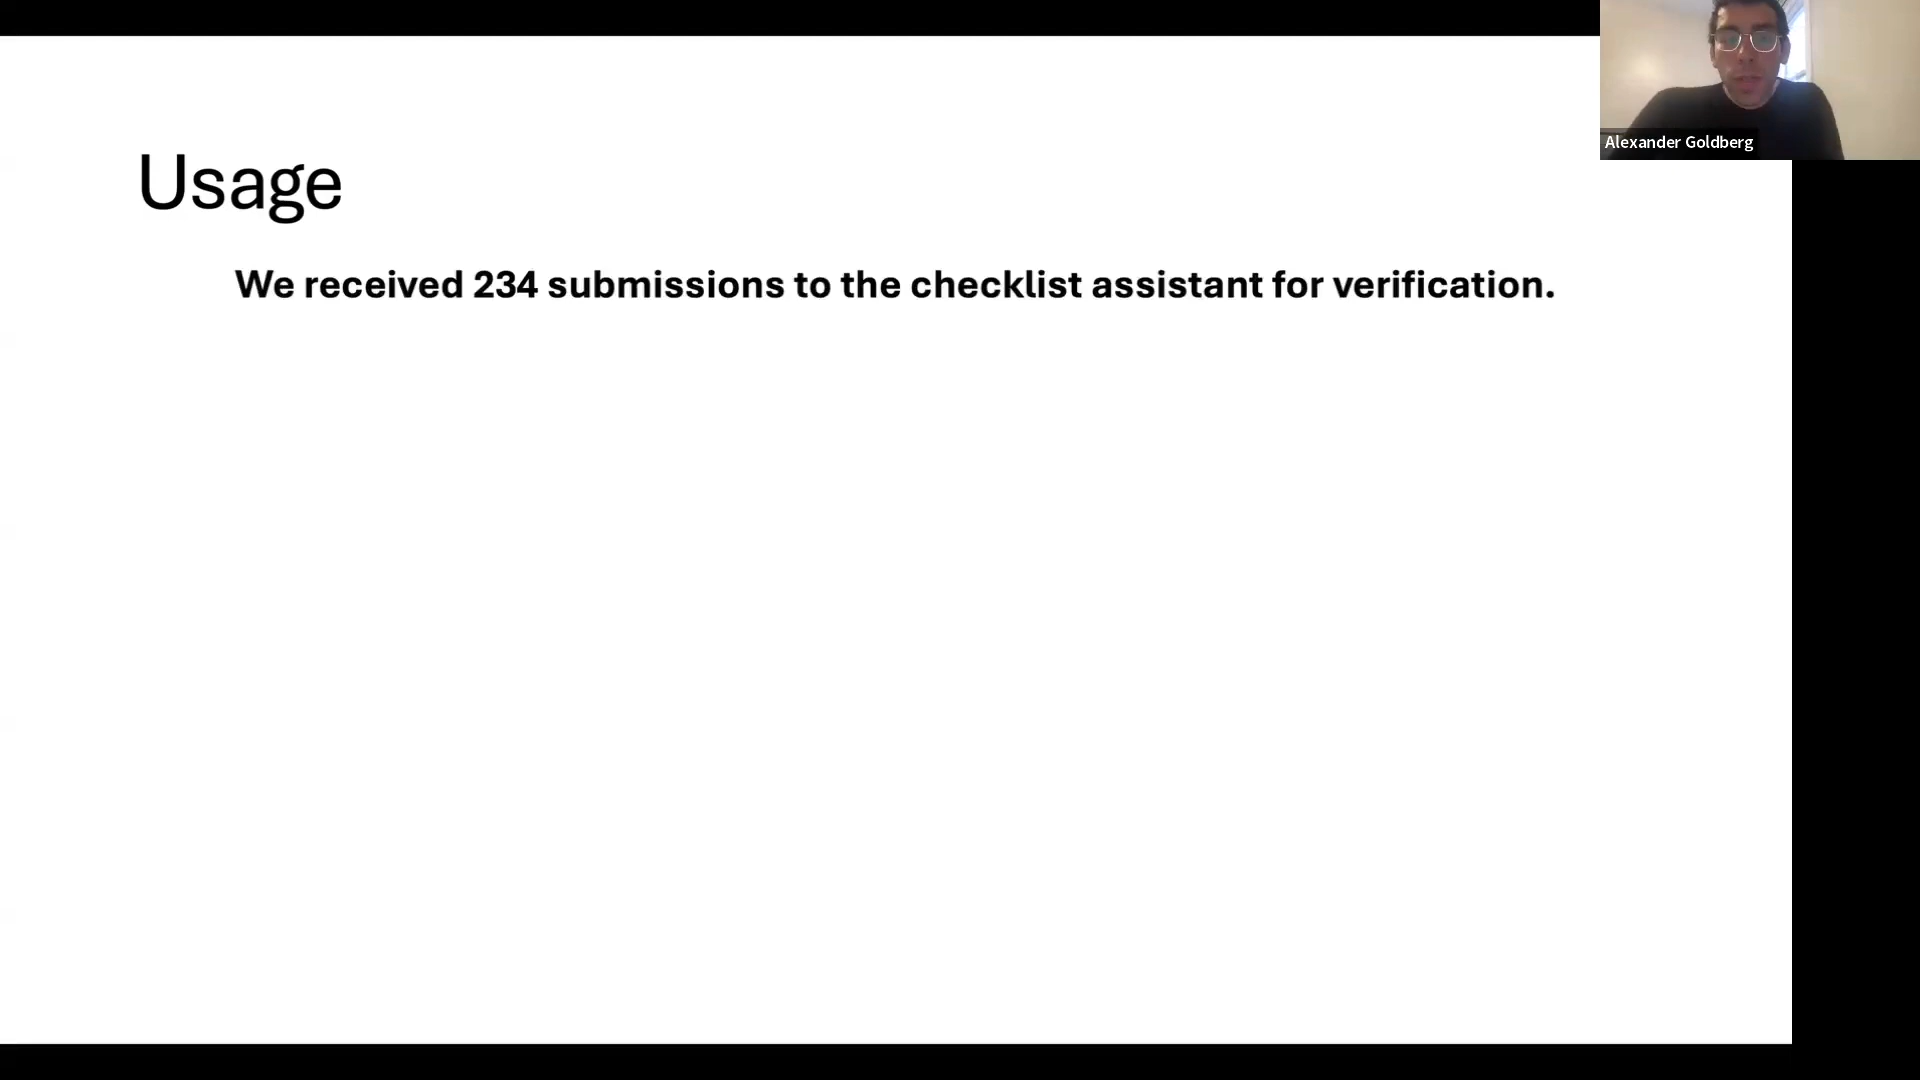 Alexander Goldberg
Usage
We received 234 submissions to the checklist assistant for verification.